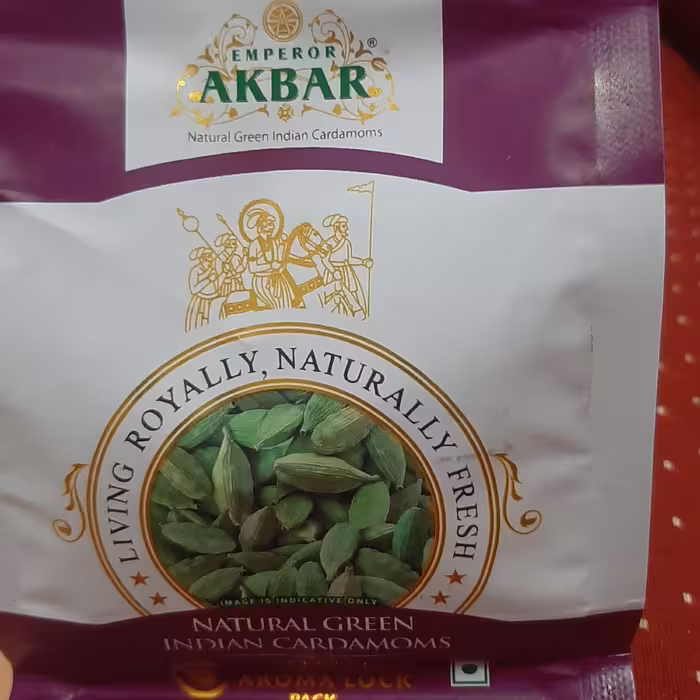 EMPEROR
AKBAR®
Natural Green Indian Cardamoms
LIVING ROYALLY, NATURALLY FRESH
IMAGE IS INDICATIVE ONLY
NATURAL GREEN
INDIAN CARDAMOMS
AROMA LOCK
PACK